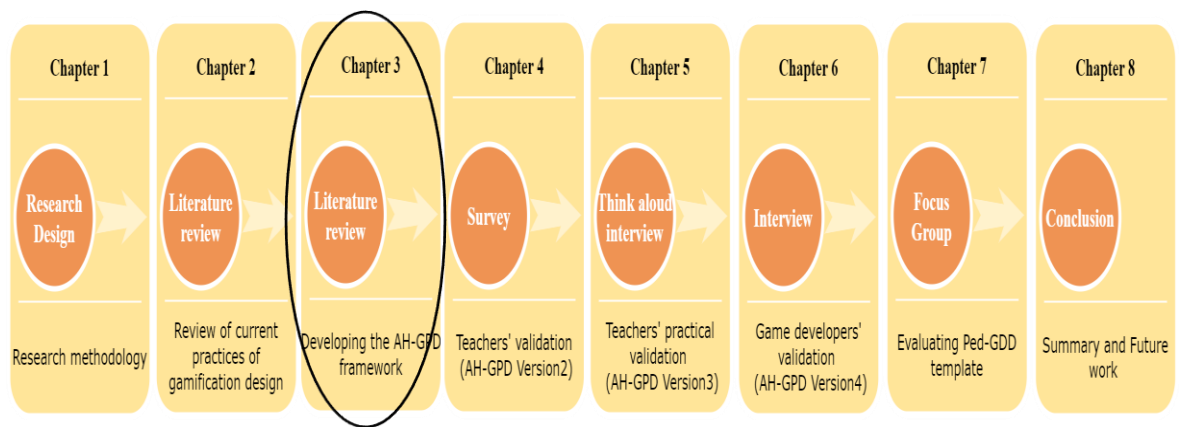 Chapter 1
Research
Design
Research methodology
Chapter 2
Literature
review
Review of current
practices of
gamification design
Chapter 3
Literature
review
Developing the AH-GPD
framework
Chapter 4
Survey
Teachers' validation
(AH-GPD Version2)
Chapter 5
Think aloud
interview
Teachers' practical
validation
(AH-GPD Version3)
Chapter 6
Interview
Game developers'
validation
(AH-GPD Version4)
Chapter 7
Focus
Group
Evaluating Ped-GDD
template
Chapter 8
Conclusion
Summary and Future
work